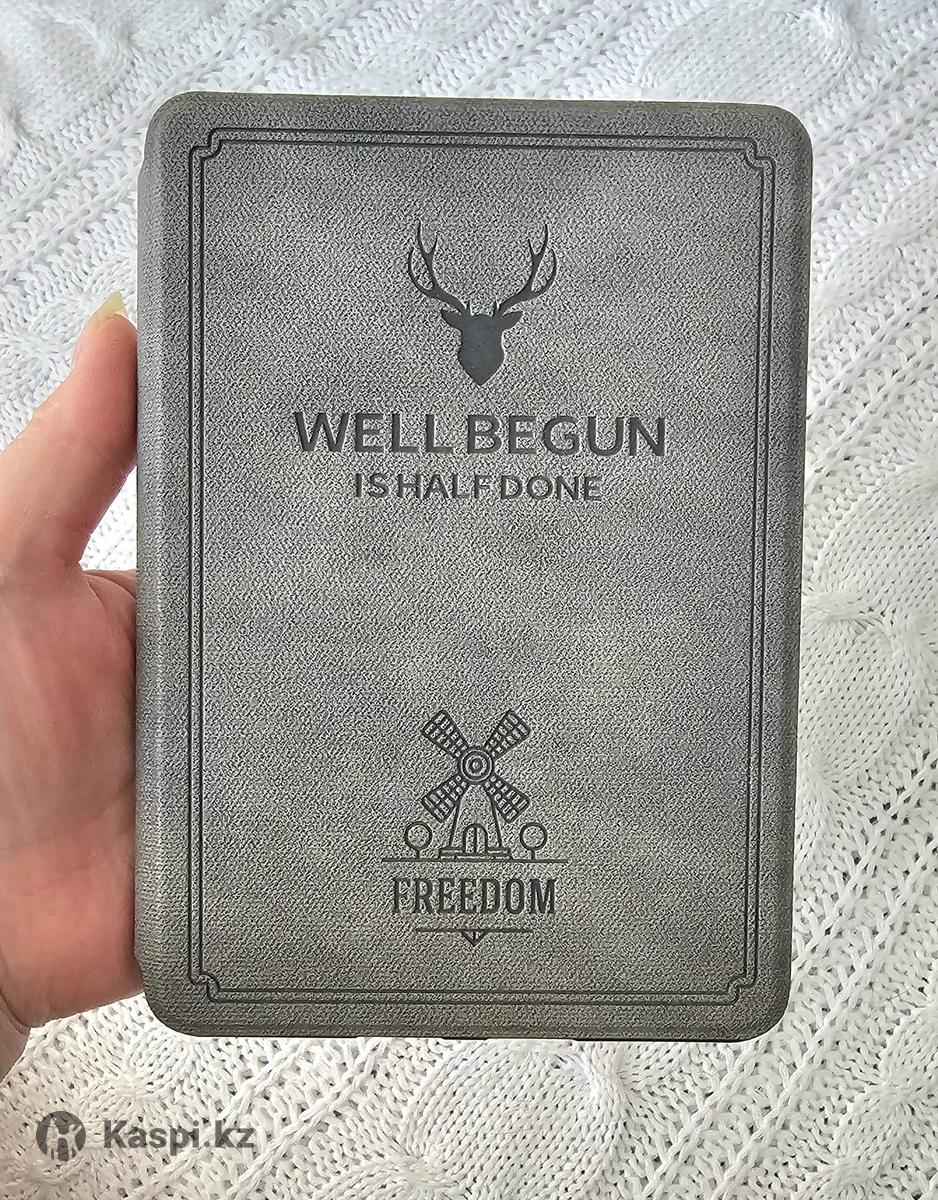 WELL BEGUN
IS HALF DONE
FREEDOM
Kaspi.kz